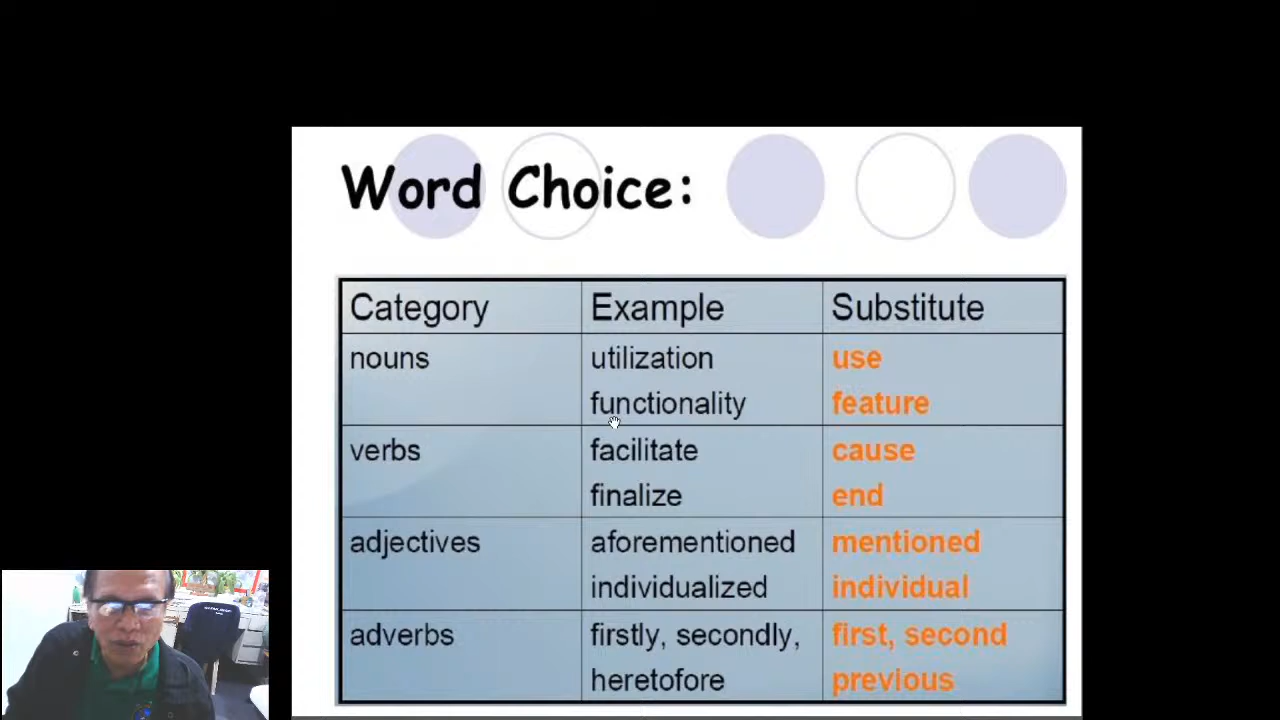 Word Choice:
Category Example Substitute
nouns utilization use
functionality feature
verbs facilitate cause
finalize end
adjectives aforementioned mentioned
individualized individual
adverbs firstly, secondly, first, second
heretofore previous